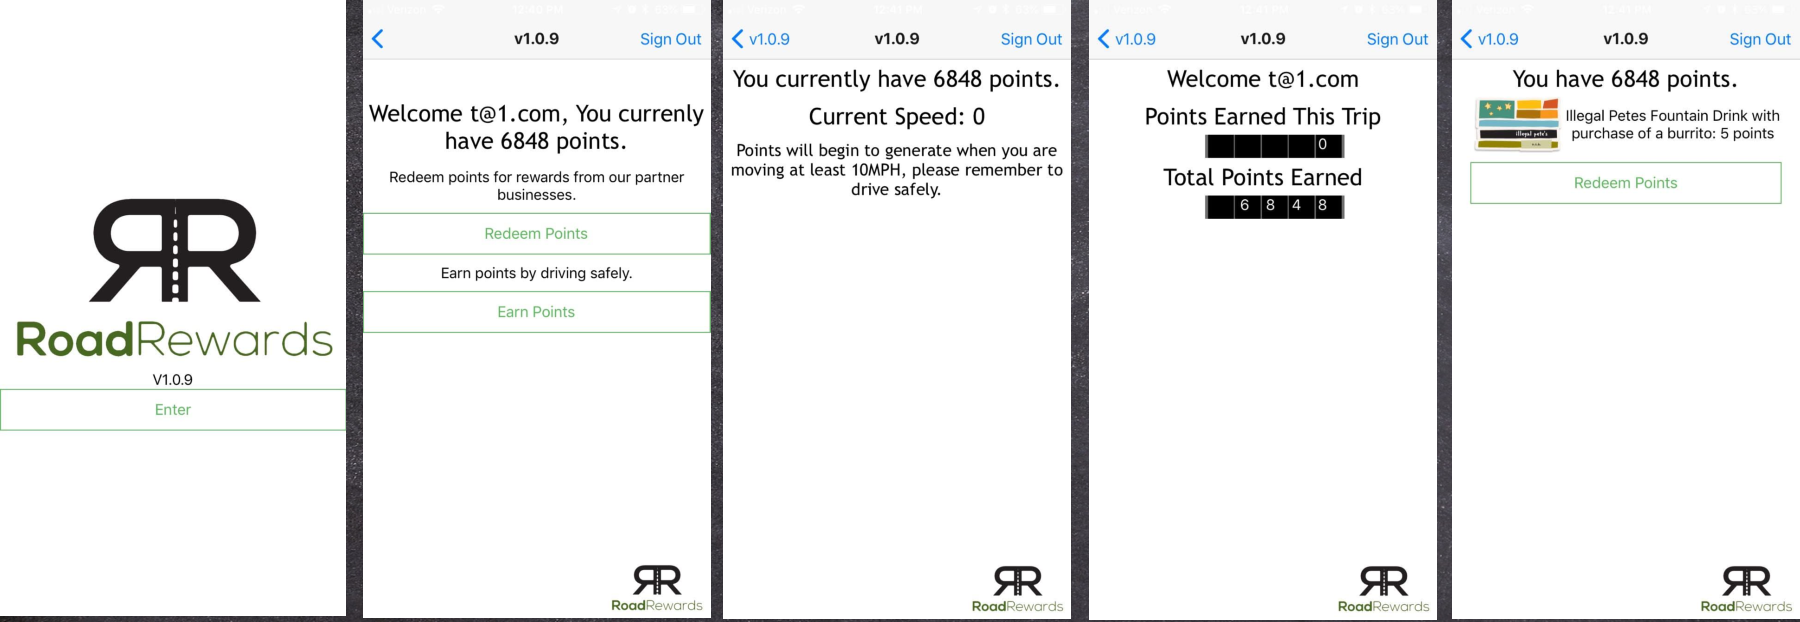 RoadRewards
V1.0.9
Enter
v1.0.9
Sign Out
Welcome t@1.com, You currenly
have 6848 points.
Redeem points for rewards from our partner
businesses.
Redeem Points
Earn points by driving safely.
Earn Points
RoadRewards
v1.0.9
v1.0.9
Sign Out
You currently have 6848 points.
Current Speed: 0
Points will begin to generate when you are
moving at least 10MPH, please remember to
drive safely.
RoadRewards
v1.0.9
v1.0.9
Sign Out
Welcome t@1.com
Points Earned This Trip
0
Total Points Earned
6 8 4 8
RoadRewards
v1.0.9
v1.0.9
Sign Out
You have 6848 points.
illegal pete's
Illegal Petes Fountain Drink with
purchase of a burrito: 5 points
Redeem Points
RoadRewards